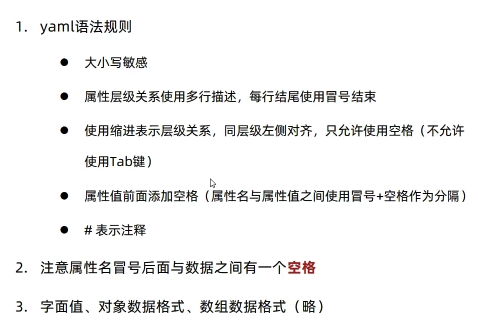 1. yaml语法规则
● 大小写敏感
● 属性层级关系使用多行描述，每行结尾使用冒号结束
● 使用缩进表示层级关系，同层级左侧对齐，只允许使用空格（不允许
使用Tab键）
● 属性值前面添加空格（属性名与属性值之间使用冒号+空格作为分隔）
● # 表示注释
2. 注意属性名冒号后面与数据之间有一个空格
3. 字面值、对象数据格式、数组数据格式（略）